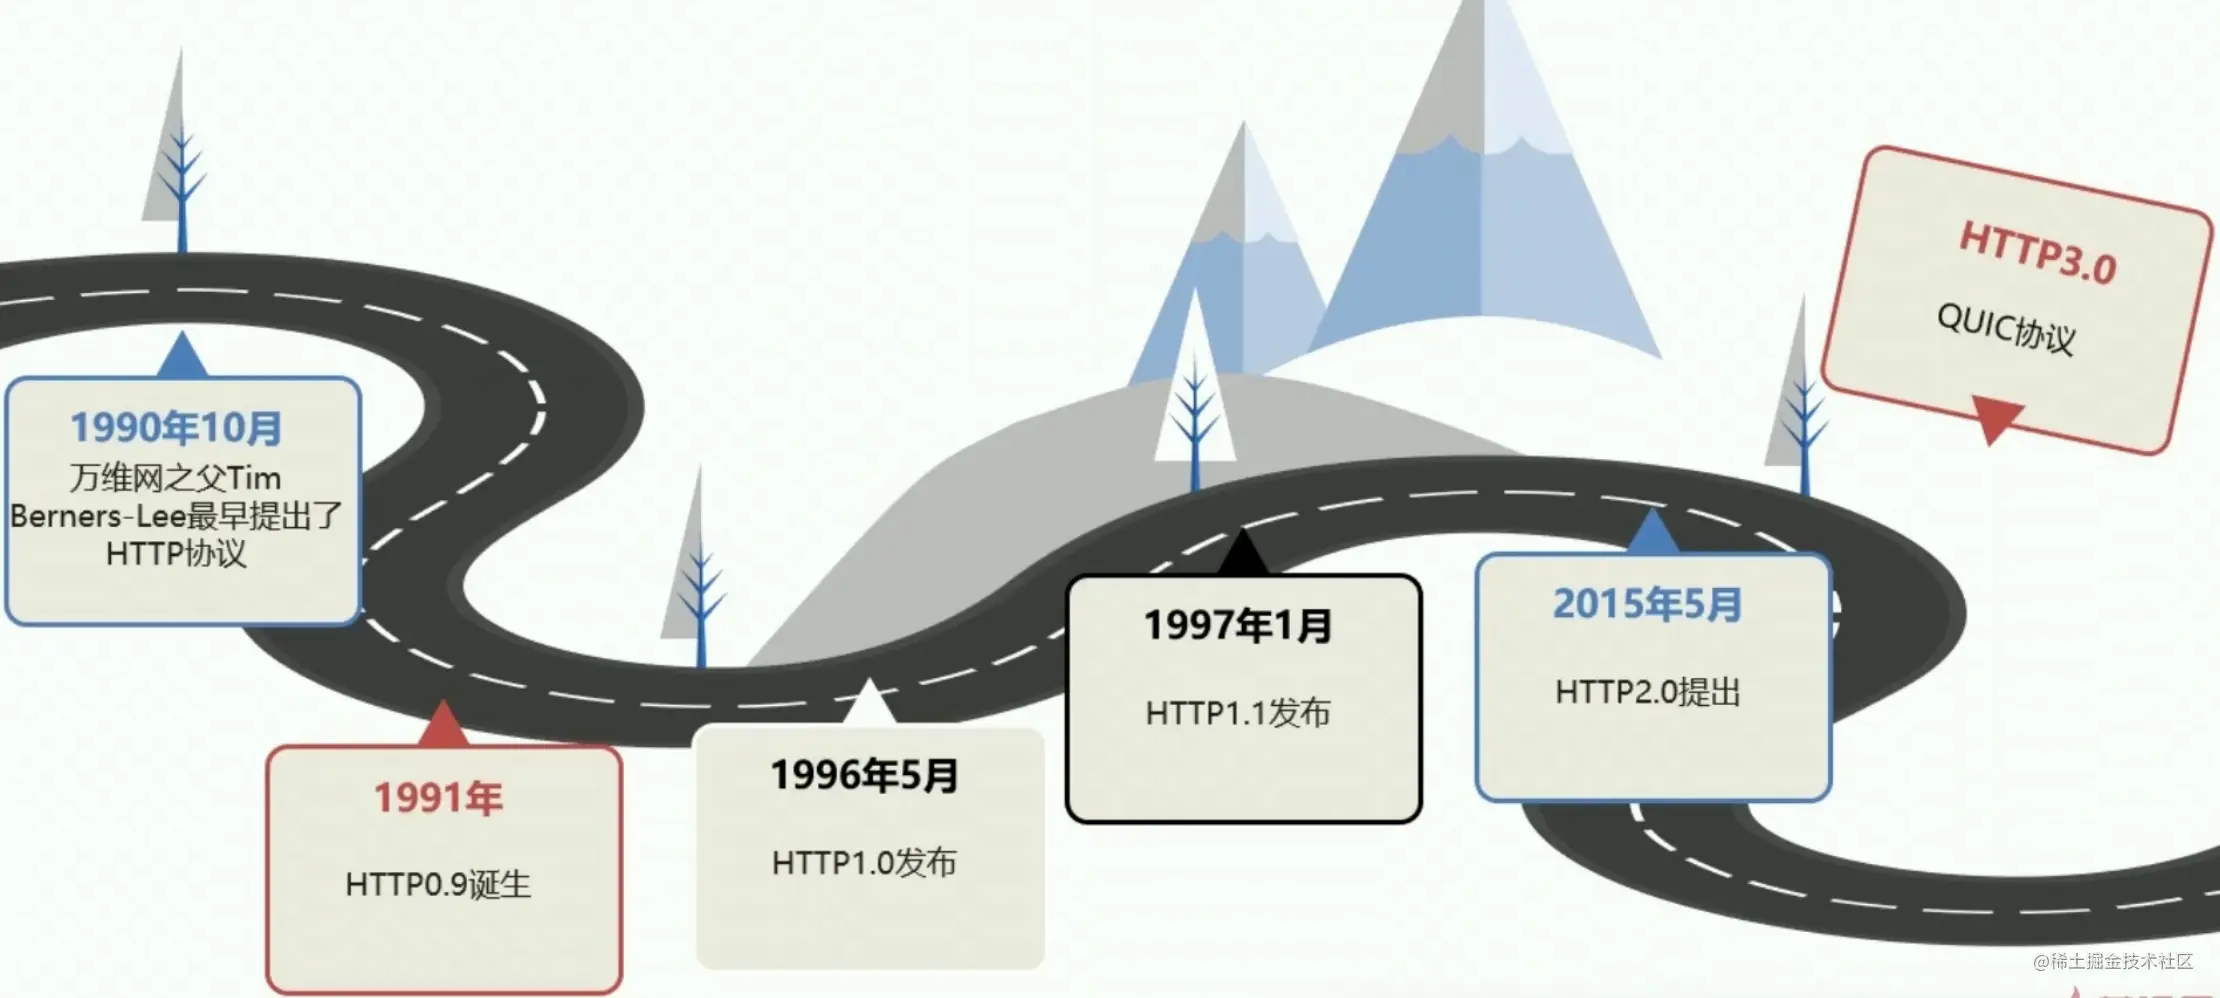 1990年10月
万维网之父Tim
Berners-Lee最早提出了
HTTP协议
1991年
HTTP0.9诞生
1996年5月
HTTP1.0发布
1997年1月
HTTP1.1发布
2015年5月
HTTP2.0提出
HTTP3.0
QUIC协议
@稀土掘金技术社区